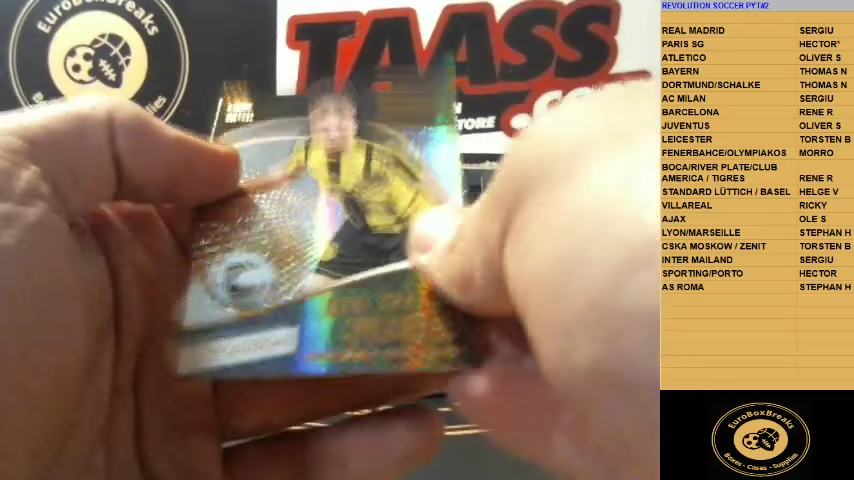 EuroBoxBreaks
Supplies
TAASS
.co
STORE
REVOLUTION SOCCER PYT#2
REAL MADRID SERGIU
PARIS SG HECTOR*
ATLETICO OLIVER S
BAYERN THOMAS N
DORTMUND/SCHALKE THOMAS N
AC MILAN SERGIU
BARCELONA RENE R
JUVENTUS OLIVER S
LEICESTER TORSTEN B
FENERBAHCE/OLYMPIAKOS MORRO
BOCA/RIVER PLATE/CLUB
AMERICA / TIGRES RENE R
STANDARD LÜTTICH / BASEL HELGE V
VILLAREAL RICKY
AJAX OLE S
LYON/MARSEILLE STEPHAN H
CSKA MOSKOW / ZENIT TORSTEN B
INTER MAILAND SERGIU
SPORTING/PORTO HECTOR
AS ROMA STEPHAN H
EuroBoxBreaks
Boxes - Cases - Supplies